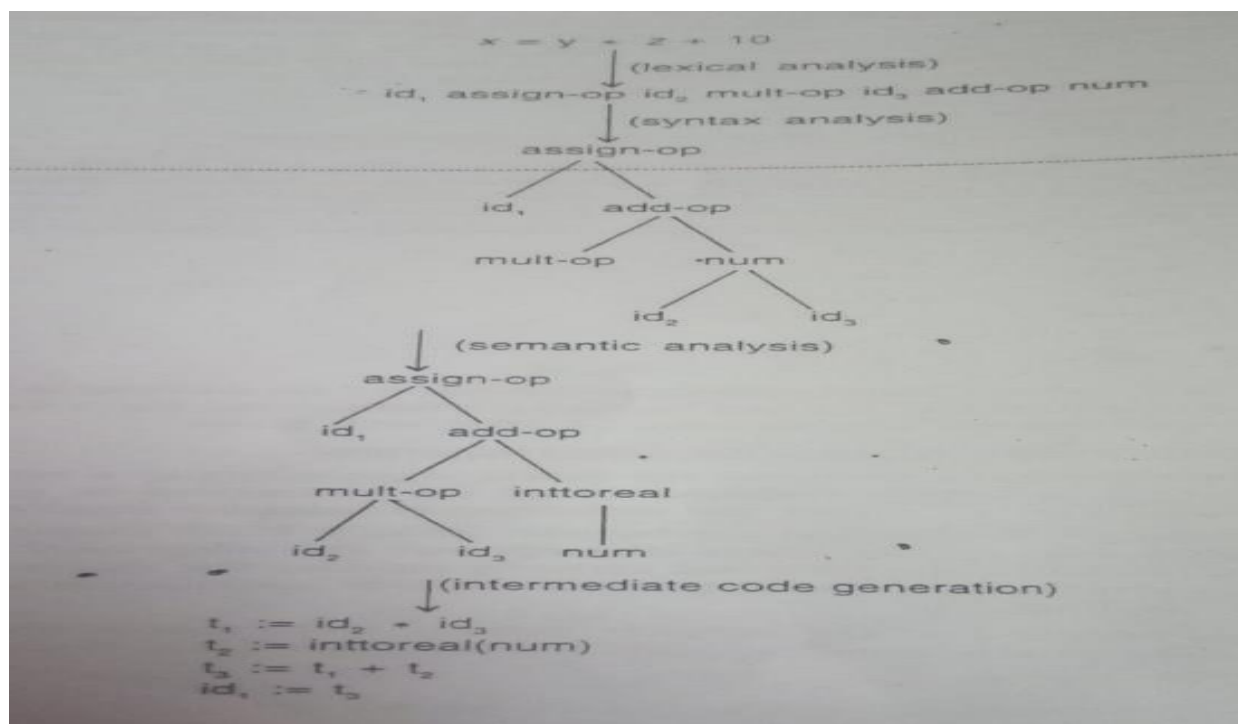 x = y * z + 10
(lexical analysis)
id₁ assign-op id₂ mult-op id₃ add-op num
(syntax analysis)
assign-op
id₁ add-op
mult-op num
id₂ id₃
(semantic analysis)
assign-op
id₁ add-op
mult-op inttoreal
id₂ id₃ num
(intermediate code generation)
t₁ := id₂ * id₃
t₂ := inttoreal(num)
t₃ := t₁ + t₂
id₁ := t₃